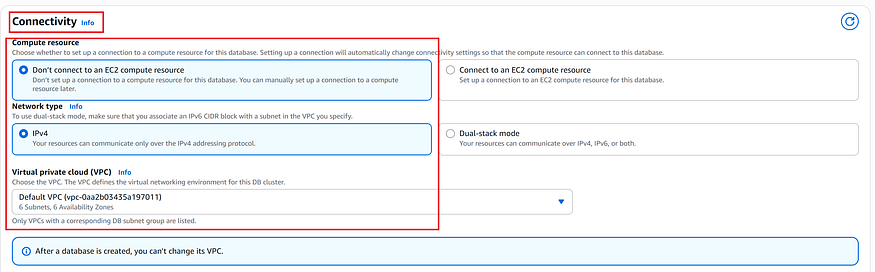 Connectivity Info
Compute resource
Choose whether to set up a connection to a compute resource for this database. Setting up a connection will automatically change connectivity settings so that the compute resource can connect to this database.
Don't connect to an EC2 compute resource
Don't set up a connection to a compute resource for this database. You can manually set up a connection to a compute
resource later.
Connect to an EC2 compute resource
Set up a connection to an EC2 compute resource for this database.
Network type Info
To use dual-stack mode, make sure that you associate an IPv6 CIDR block with a subnet in the VPC you specify.
IPv4
Your resources can communicate only over the IPv4 addressing protocol.
Dual-stack mode
Your resources can communicate over IPv4, IPv6, or both.
Virtual private cloud (VPC) Info
Choose the VPC. The VPC defines the virtual networking environment for this DB cluster.
Default VPC (vpc-0aa2b03435a197011)
6 Subnets, 6 Availability Zones
Only VPCs with a corresponding DB subnet group are listed.
After a database is created, you can't change its VPC.